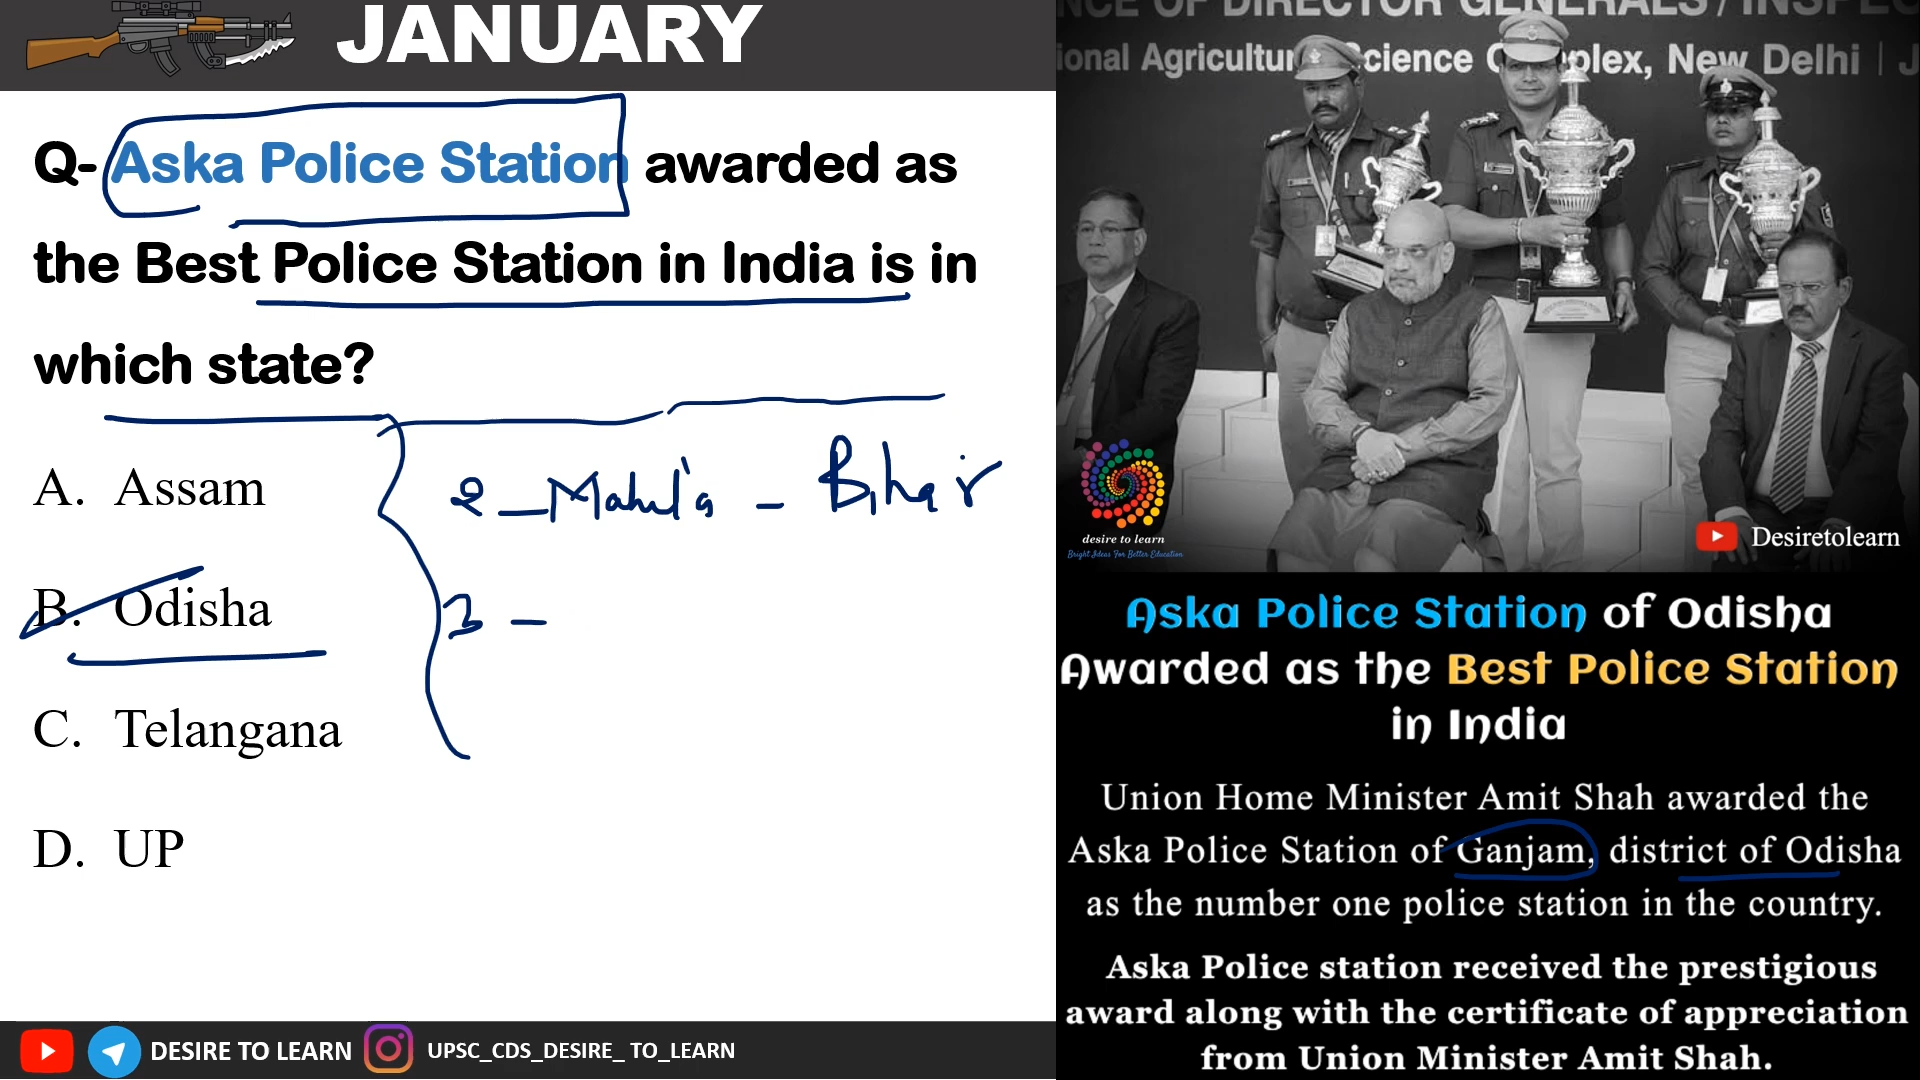 JANUARY
Q- Aska Police Station awarded as
the Best Police Station in India is in
which state?
A. Assam
B. Odisha
C. Telangana
D. UP
2 - Mahila - Bihar
3 -
DESIRE TO LEARN
UPSC_CDS_DESIRE_ TO_LEARN
NCE OF DIRECTOR GENERALS / INSPEC
ional Agricultur Science C plex, New Delhi | J
desire to learn
Bright Ideas For Better Education
Desiretolearn
Aska Police Station of Odisha
Awarded as the Best Police Station
in India
Union Home Minister Amit Shah awarded the
Aska Police Station of Ganjam, district of Odisha
as the number one police station in the country.
Aska Police station received the prestigious
award along with the certificate of appreciation
from Union Minister Amit Shah.